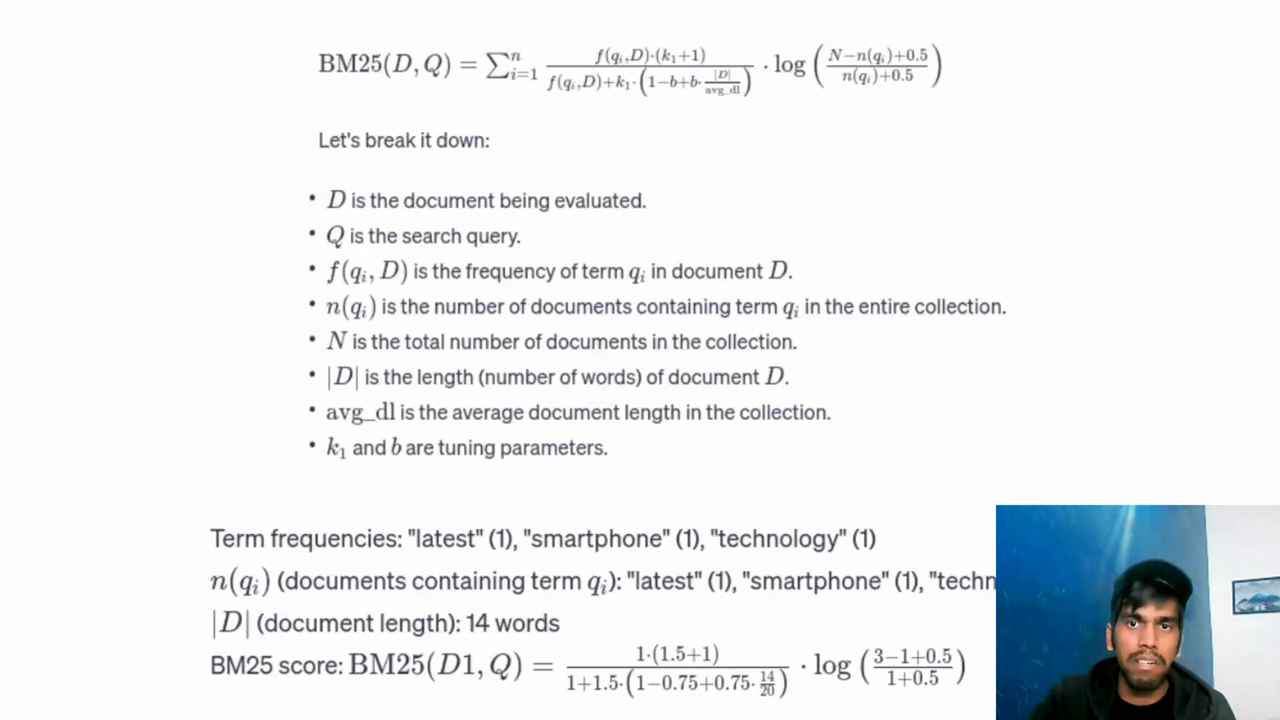 BM25(D, Q) = ∑ⁿᵢ₌₁ f(qᵢ,D)·(k₁+1) / f(qᵢ,D)+k₁·(1−b+b·|D|/avg_dl) · log (N−n(qᵢ)+0.5 / n(qᵢ)+0.5)
Let's break it down:
• D is the document being evaluated.
• Q is the search query.
• f(qᵢ, D) is the frequency of term qᵢ in document D.
• n(qᵢ) is the number of documents containing term qᵢ in the entire collection.
• N is the total number of documents in the collection.
• |D| is the length (number of words) of document D.
• avg_dl is the average document length in the collection.
• k₁ and b are tuning parameters.
Term frequencies: "latest" (1), "smartphone" (1), "technology" (1)
n(qᵢ) (documents containing term qᵢ): "latest" (1), "smartphone" (1), "techn
|D| (document length): 14 words
BM25 score: BM25(D1, Q) = 1·(1.5+1) / 1+1.5·(1−0.75+0.75·14/20) · log (3−1+0.5 / 1+0.5)